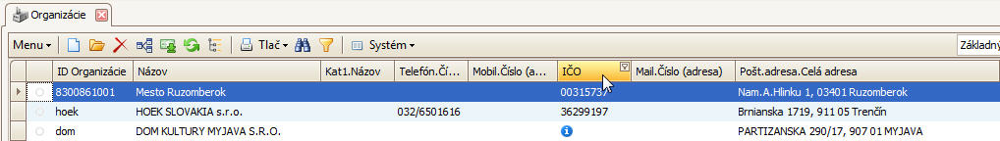 Organizácie
Menu Tlač Systém Základný
ID Organizácie Názov Kat1.Názov Telefón.Čí... Mobil.Číslo (a... IČO Mail.Číslo (adresa) Pošt.adresa.Celá adresa
8300861001 Mesto Ruzomberok 00315737 Nam.A.Hlinku 1, 03401 Ruzomberok
hoek HOEK SLOVAKIA s.r.o. 032/6501616 36299197 Brnianska 1719, 911 05 Trenčín
dom DOM KULTURY MYJAVA S.R.O. PARTIZANSKA 290/17, 907 01 MYJAVA